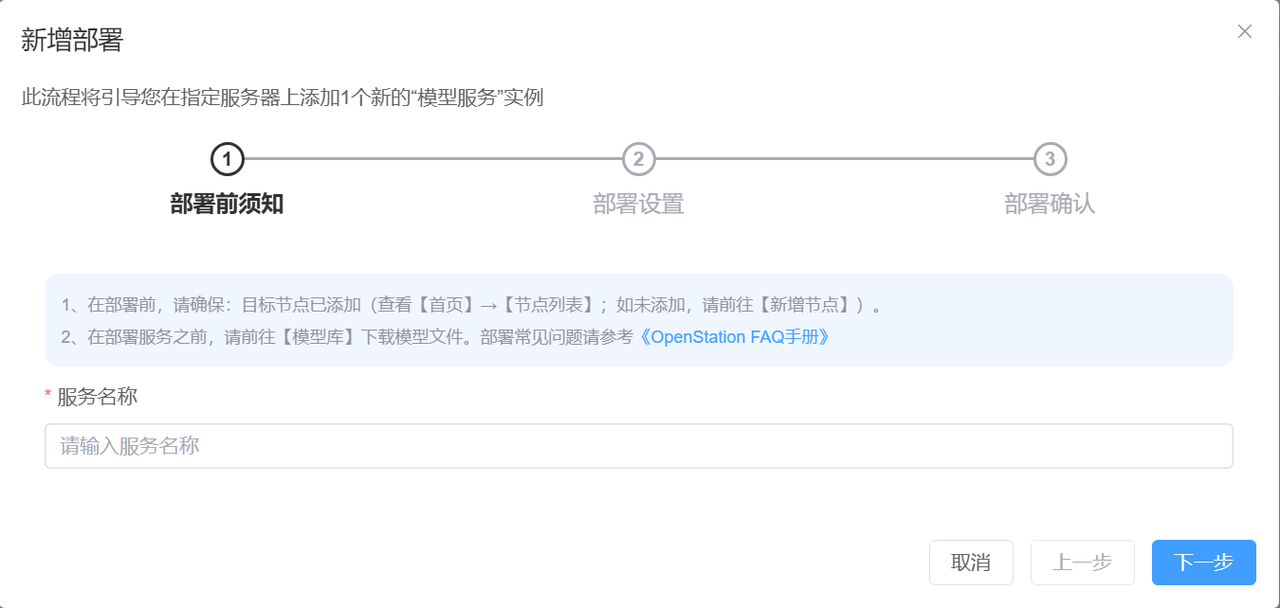 新增部署
此流程将引导您在指定服务器上添加1个新的“模型服务”实例
1
2
3
部署前须知
部署设置
部署确认
1、在部署前，请确保：目标节点已添加（查看【首页】→【节点列表】；如未添加，请前往【新增节点】）。
2、在部署服务之前，请前往【模型库】下载模型文件。部署常见问题请参考《OpenStation FAQ手册》
* 服务名称
请输入服务名称
取消
上一步
下一步